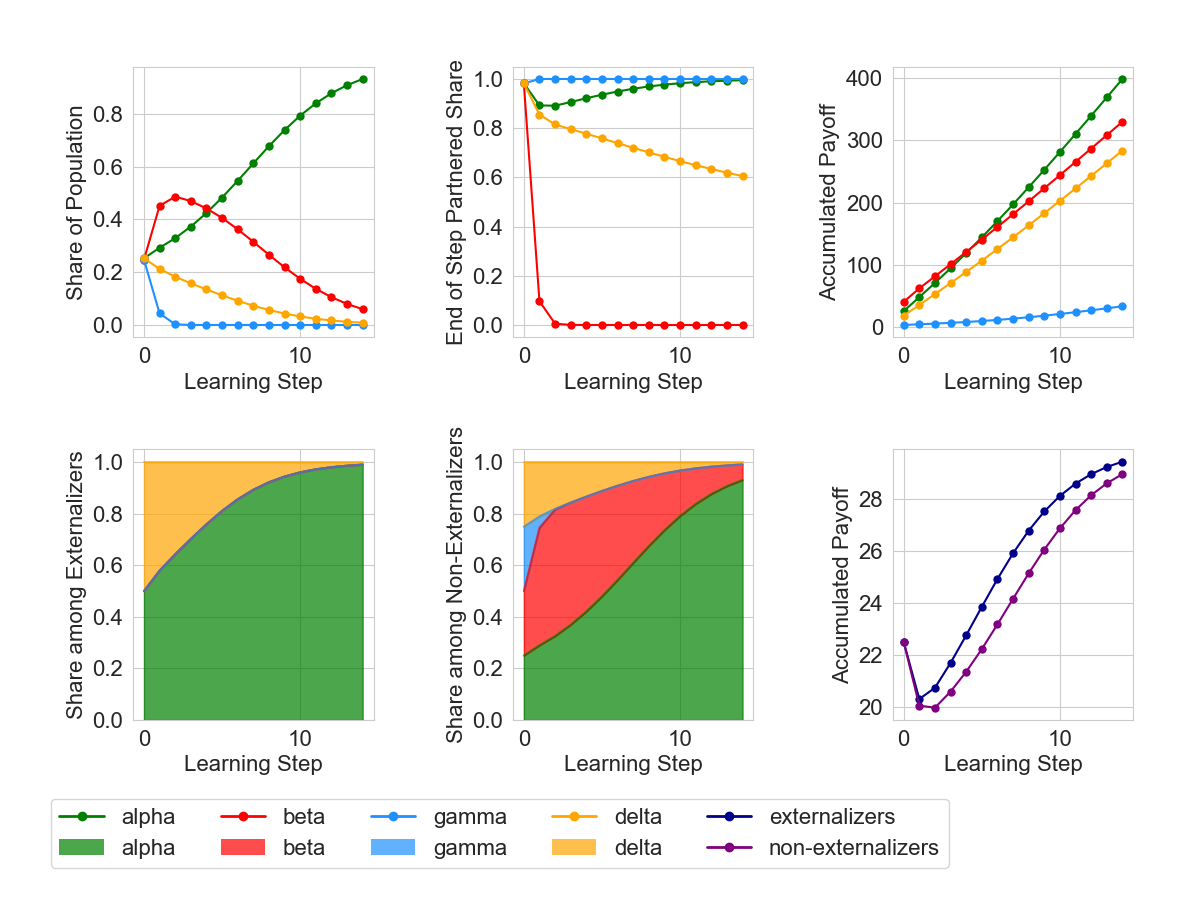 Share of Population
0.8
0.6
0.4
0.2
0.0
0 10
Learning Step
End of Step Partnered Share
1.0
0.8
0.6
0.4
0.2
0.0
0 10
Learning Step
Accumulated Payoff
400
300
200
100
0
0 10
Learning Step
Share among Externalizers
1.0
0.8
0.6
0.4
0.2
0.0
0 10
Learning Step
Share among Non-Externalizers
1.0
0.8
0.6
0.4
0.2
0.0
0 10
Learning Step
Accumulated Payoff
28
26
24
22
20
0 10
Learning Step
alpha beta gamma delta externalizers
alpha beta gamma delta non-externalizers